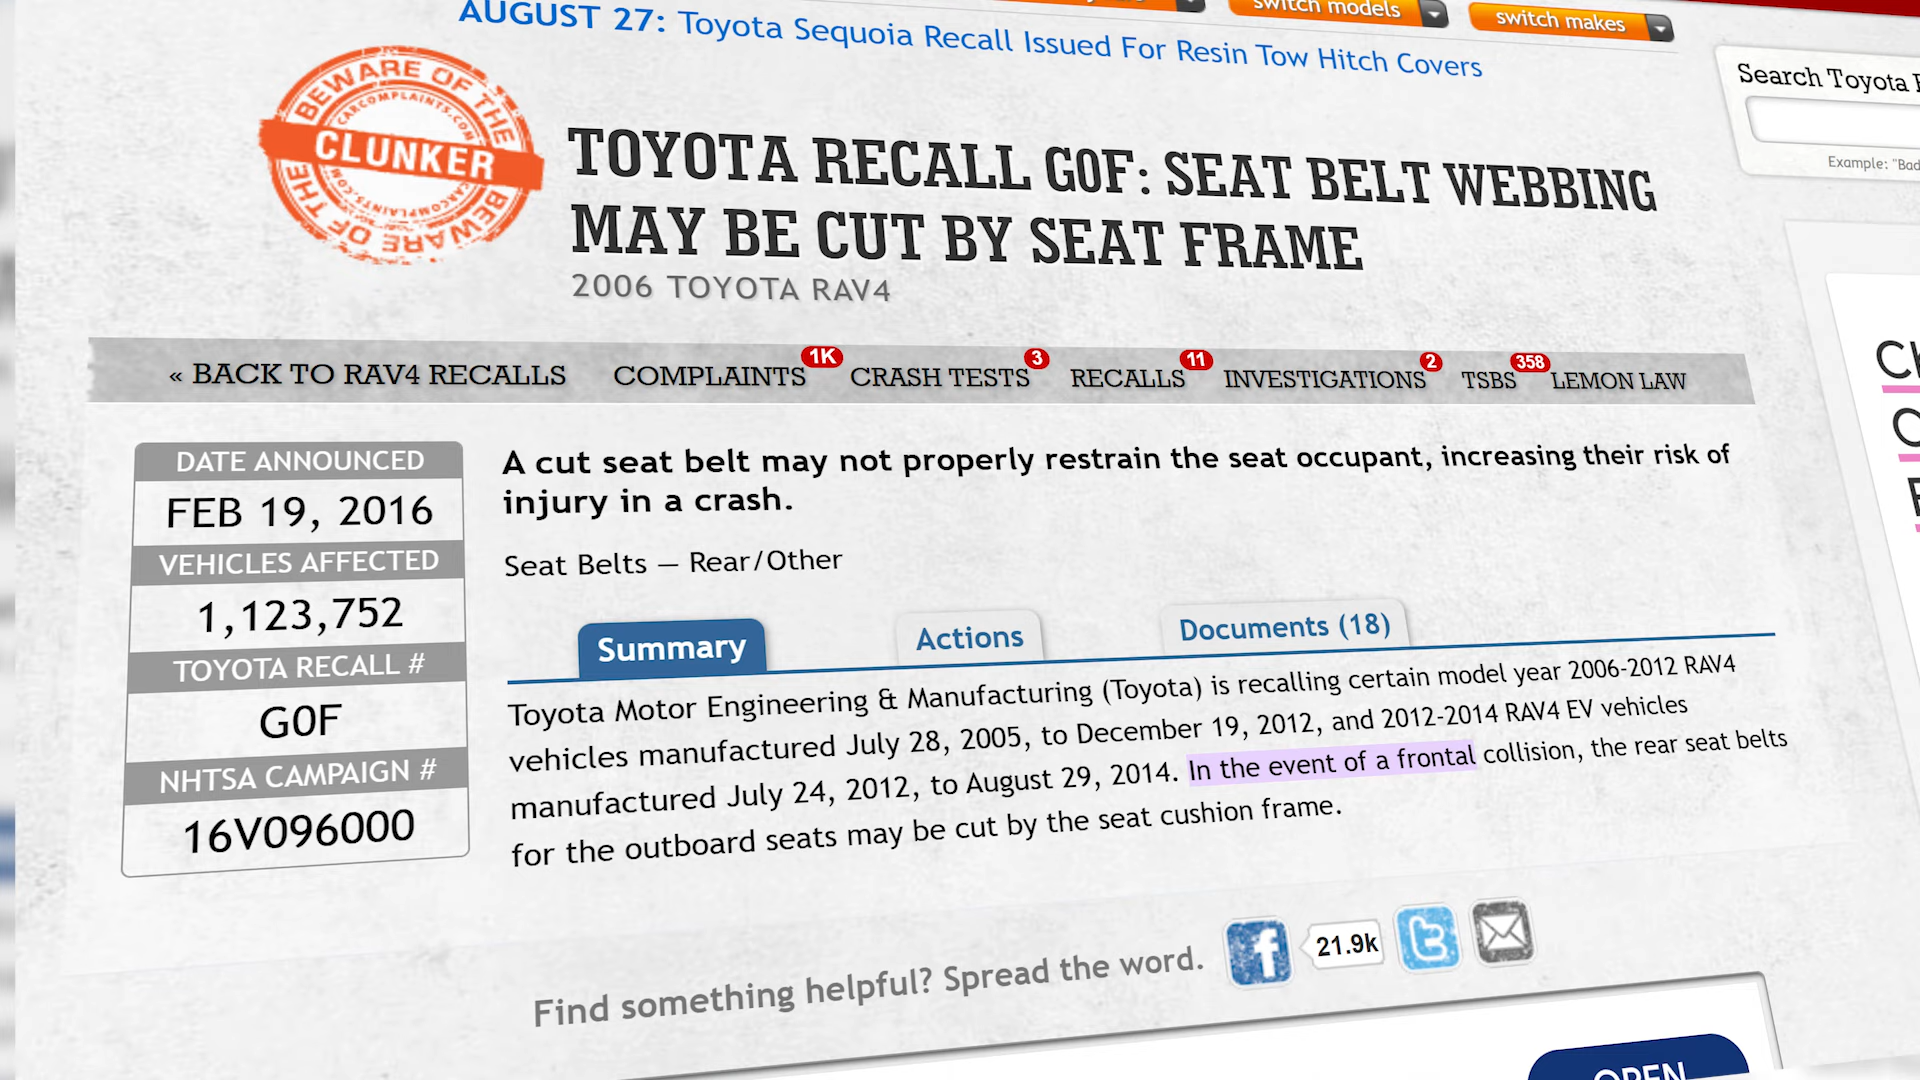 switch models
switch makes
AUGUST 27: Toyota Sequoia Recall Issued For Resin Tow Hitch Covers
Search Toyota
Example: "Bad
BEWARE OF THE
CARCOMPLAINTS.COM
CLUNKER
CARCOMPLAINTS.COM
BEWARE OF THE
TOYOTA RECALL G0F: SEAT BELT WEBBING
MAY BE CUT BY SEAT FRAME
2006 TOYOTA RAV4
« BACK TO RAV4 RECALLS COMPLAINTS 1K CRASH TESTS 3 RECALLS 11 INVESTIGATIONS 2 TSBS 358 LEMON LAW
DATE ANNOUNCED
FEB 19, 2016
VEHICLES AFFECTED
1,123,752
TOYOTA RECALL #
G0F
NHTSA CAMPAIGN #
16V096000
A cut seat belt may not properly restrain the seat occupant, increasing their risk of
injury in a crash.
Seat Belts — Rear/Other
Summary Actions Documents (18)
Toyota Motor Engineering & Manufacturing (Toyota) is recalling certain model year 2006-2012 RAV4
vehicles manufactured July 28, 2005, to December 19, 2012, and 2012-2014 RAV4 EV vehicles
manufactured July 24, 2012, to August 29, 2014. In the event of a frontal collision, the rear seat belts
for the outboard seats may be cut by the seat cushion frame.
Find something helpful? Spread the word. f 21.9k t
OPEN